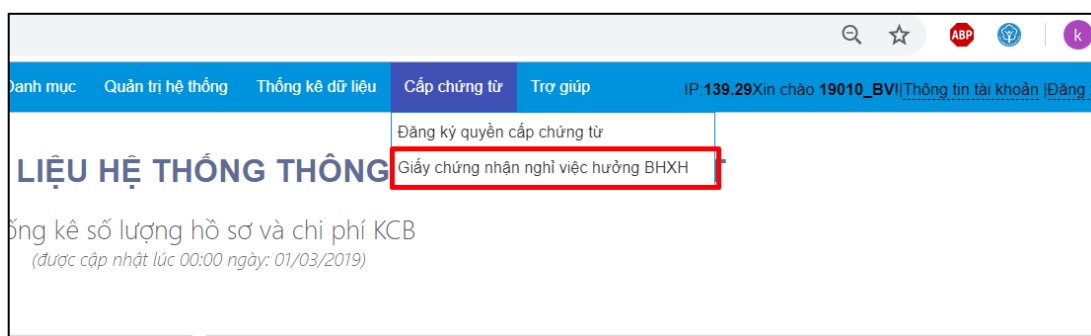 ABP
k
Danh mục Quản trị hệ thống Thống kê dữ liệu Cấp chứng từ Trợ giúp IP:139.29Xin chào 19010_BV!|Thông tin tài khoản |Đăng
Đăng ký quyền cấp chứng từ
LIỆU HỆ THỐNG THÔNG
Giấy chứng nhận nghỉ việc hưởng BHXH
ống kê số lượng hồ sơ và chi phí KCB
(được cập nhật lúc 00:00 ngày: 01/03/2019)